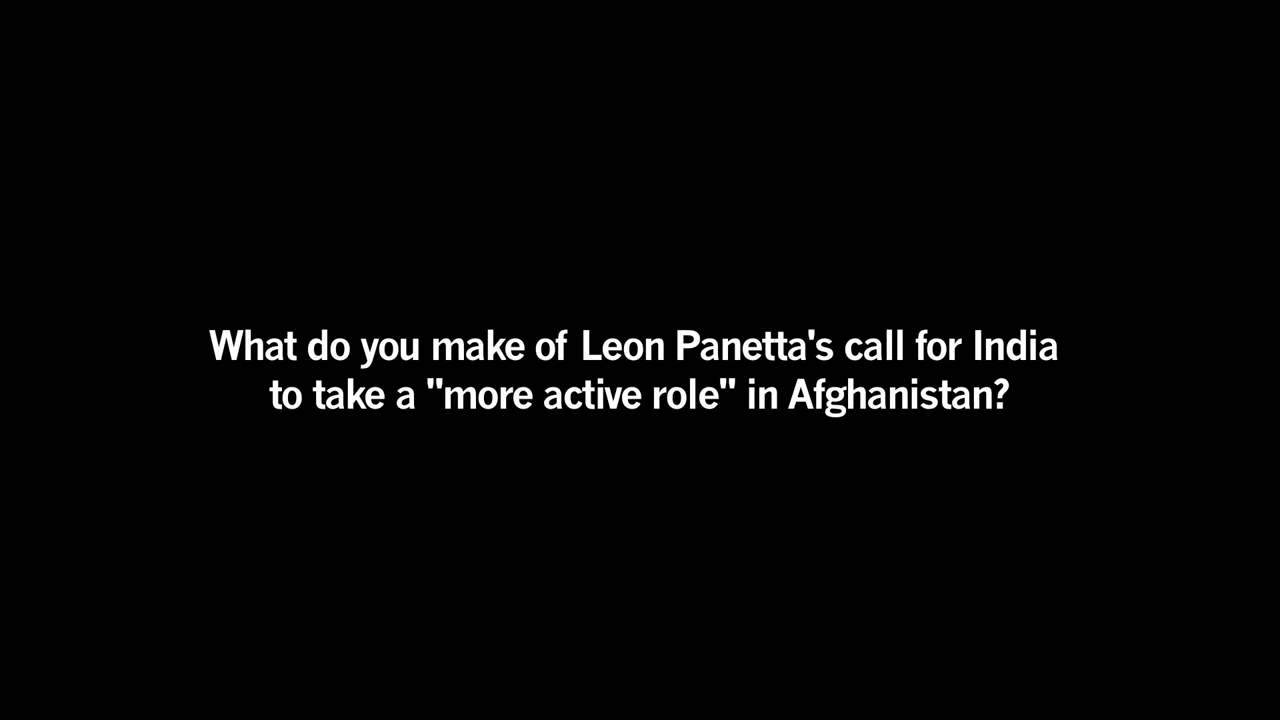 What do you make of Leon Panetta's call for India
to take a "more active role" in Afghanistan?